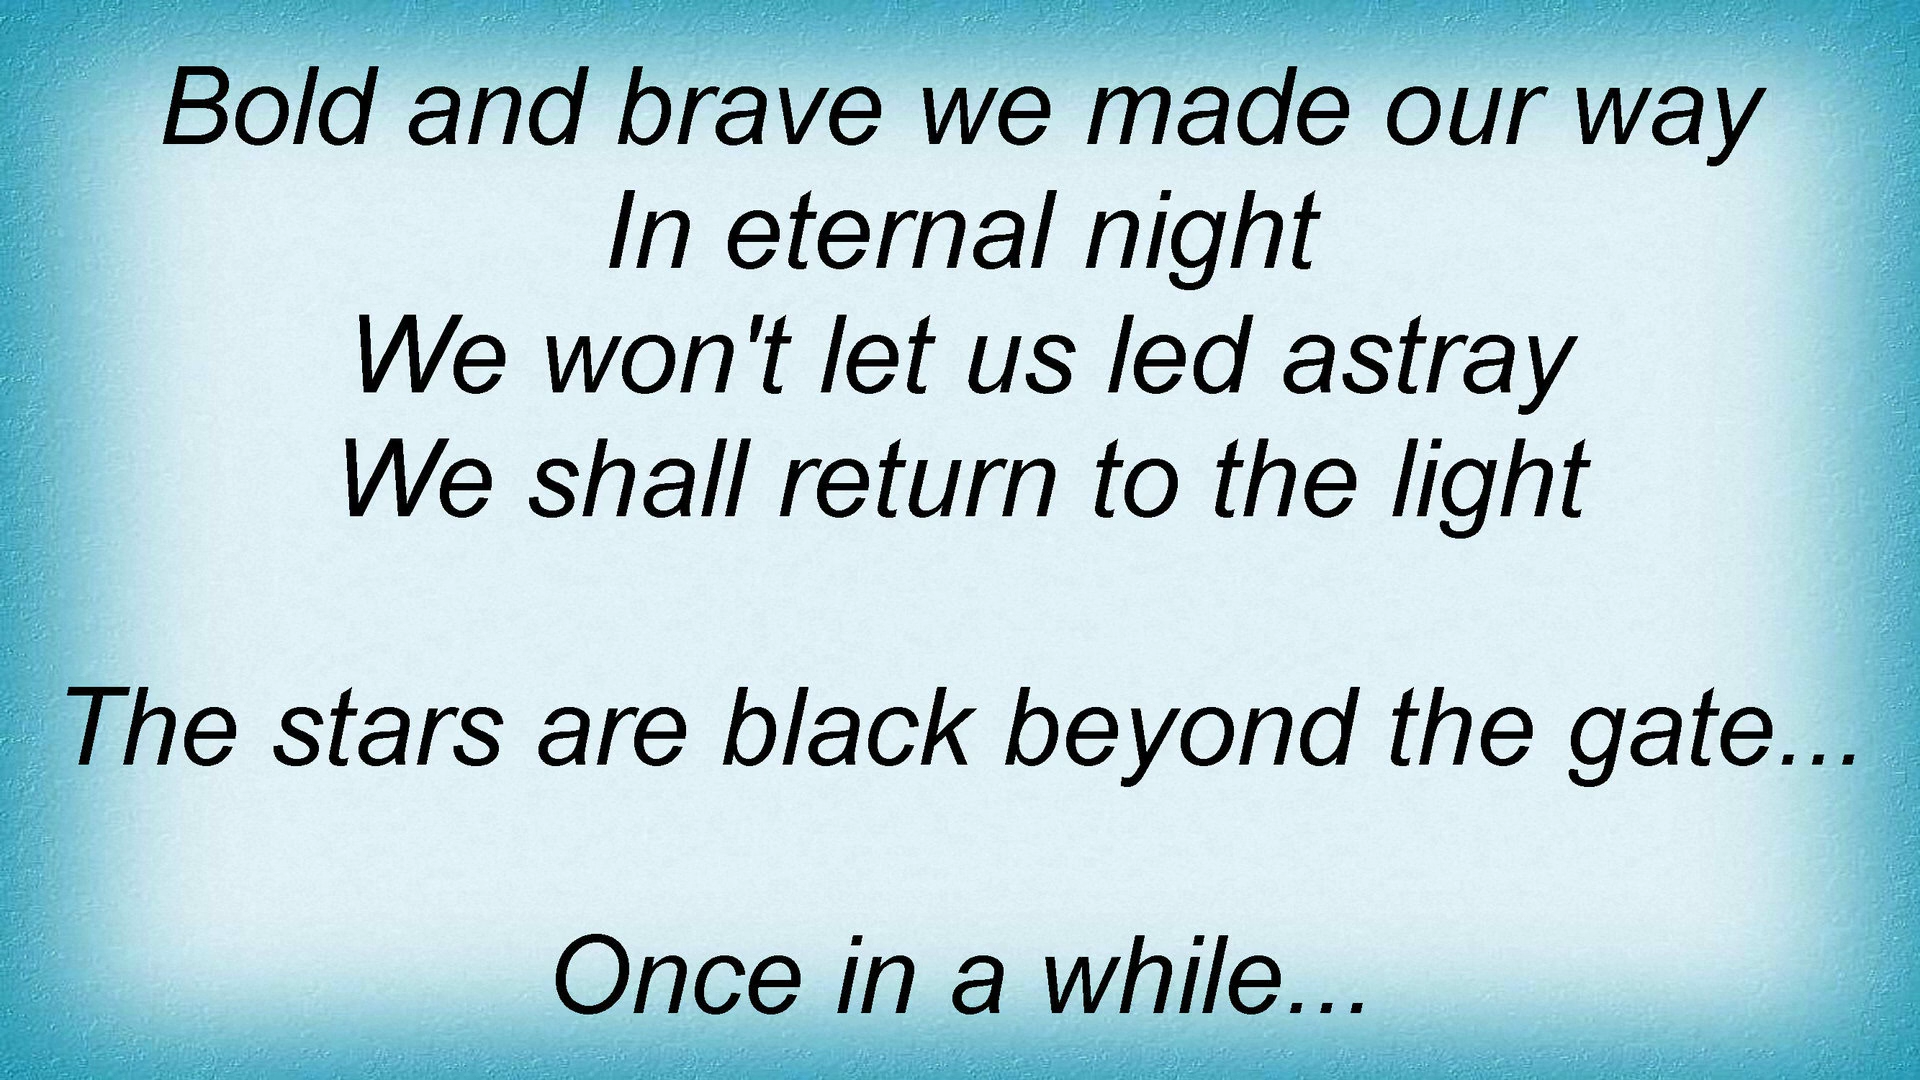 Bold and brave we made our way
In eternal night
We won't let us led astray
We shall return to the light
The stars are black beyond the gate...
Once in a while...